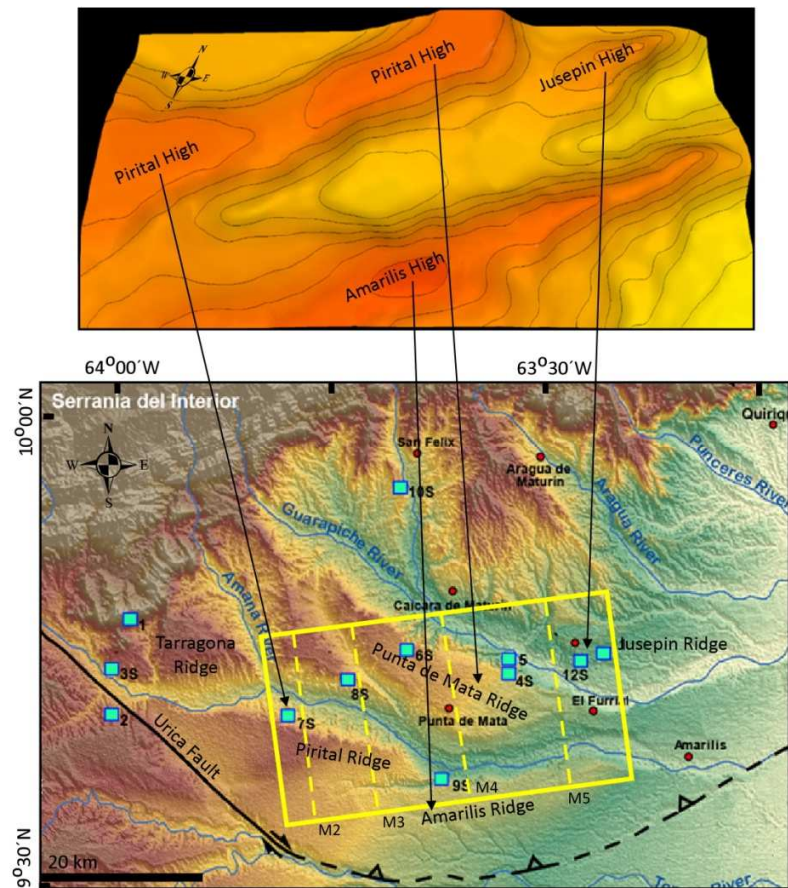 N
W E
S
Pirital High
Jusepin High
Pirital High
Amarilis High
64°00´W
63°30´W
10°00´N
Serrania del Interior
N
W E
S
San Felix
Quiriqu
Aragua de
Maturin
Punceres River
10S
Aragua River
Guarapiche River
Amana River
Caicara de Maturin
1
Tarragona
Ridge
3S
6S
5
4S
12S
Jusepin Ridge
Punta de Mata Ridge
8S
2
7S
Punta de Mata
El Furrial
Urica Fault
Pirital Ridge
Amarilis
9S
M4
M5
Amarilis Ridge
M2
M3
9°30´N
20 km